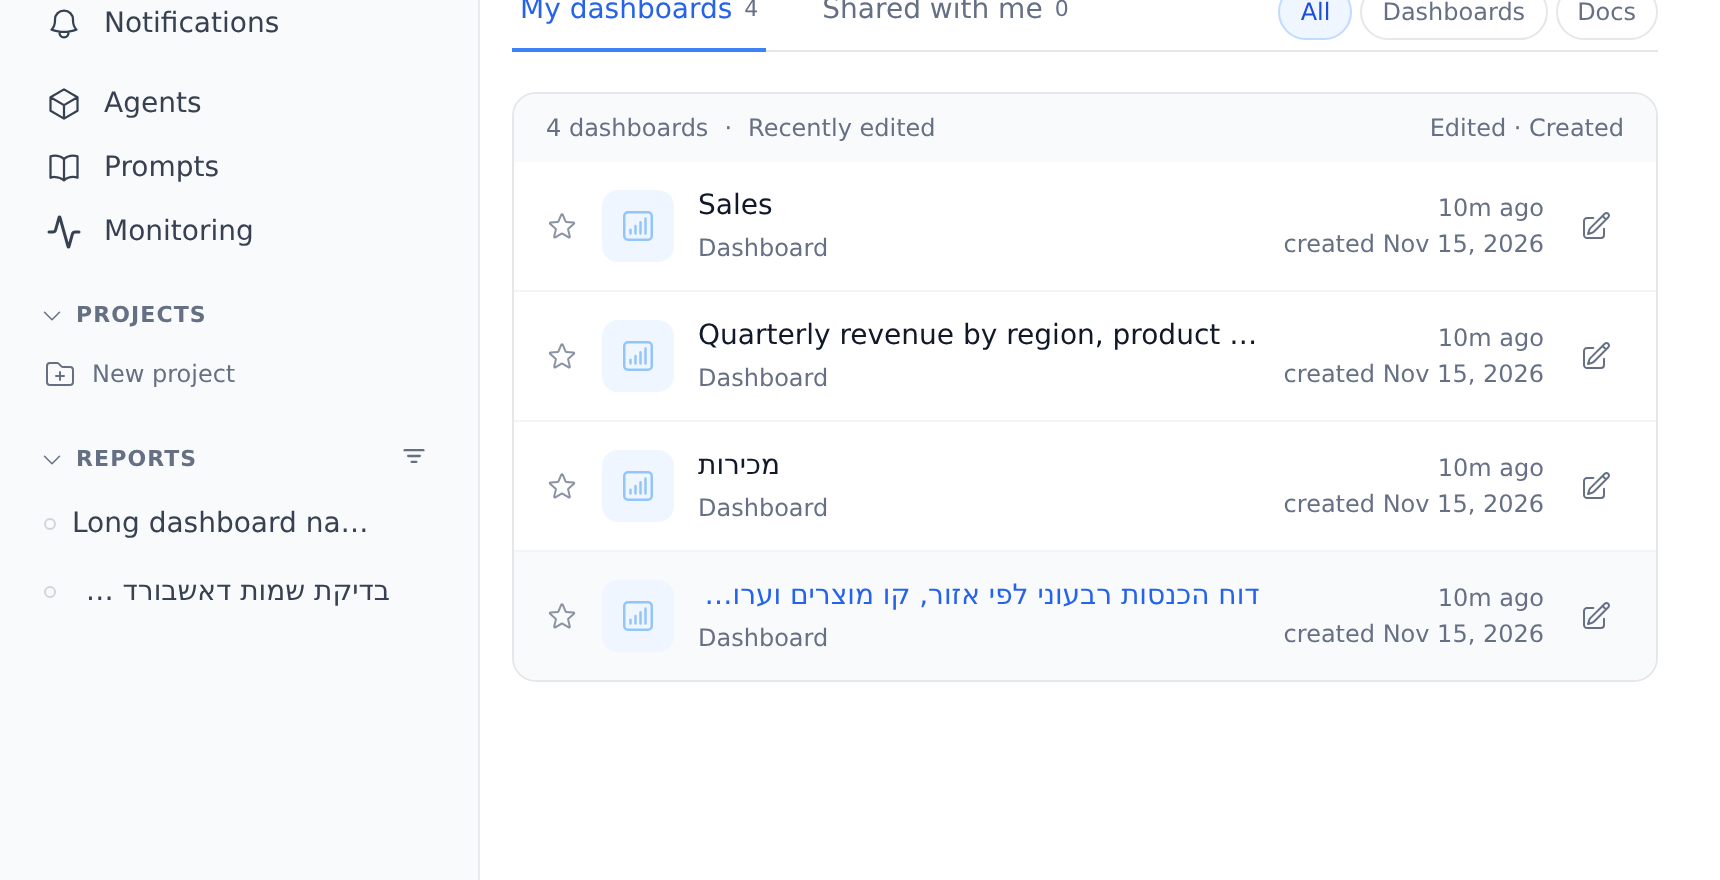 Notifications
Agents
Prompts
Monitoring
PROJECTS
New project
REPORTS
Long dashboard na...
בדיקת שמות דאשבורד ...
My dashboards 4
Shared with me 0
All
Dashboards
Docs
4 dashboards · Recently edited
Edited · Created
Sales
Dashboard
10m ago
created Nov 15, 2026
Quarterly revenue by region, product ...
Dashboard
10m ago
created Nov 15, 2026
מכירות
Dashboard
10m ago
created Nov 15, 2026
דוח הכנסות רבעוני לפי אזור, קו מוצרים וערו...
Dashboard
10m ago
created Nov 15, 2026